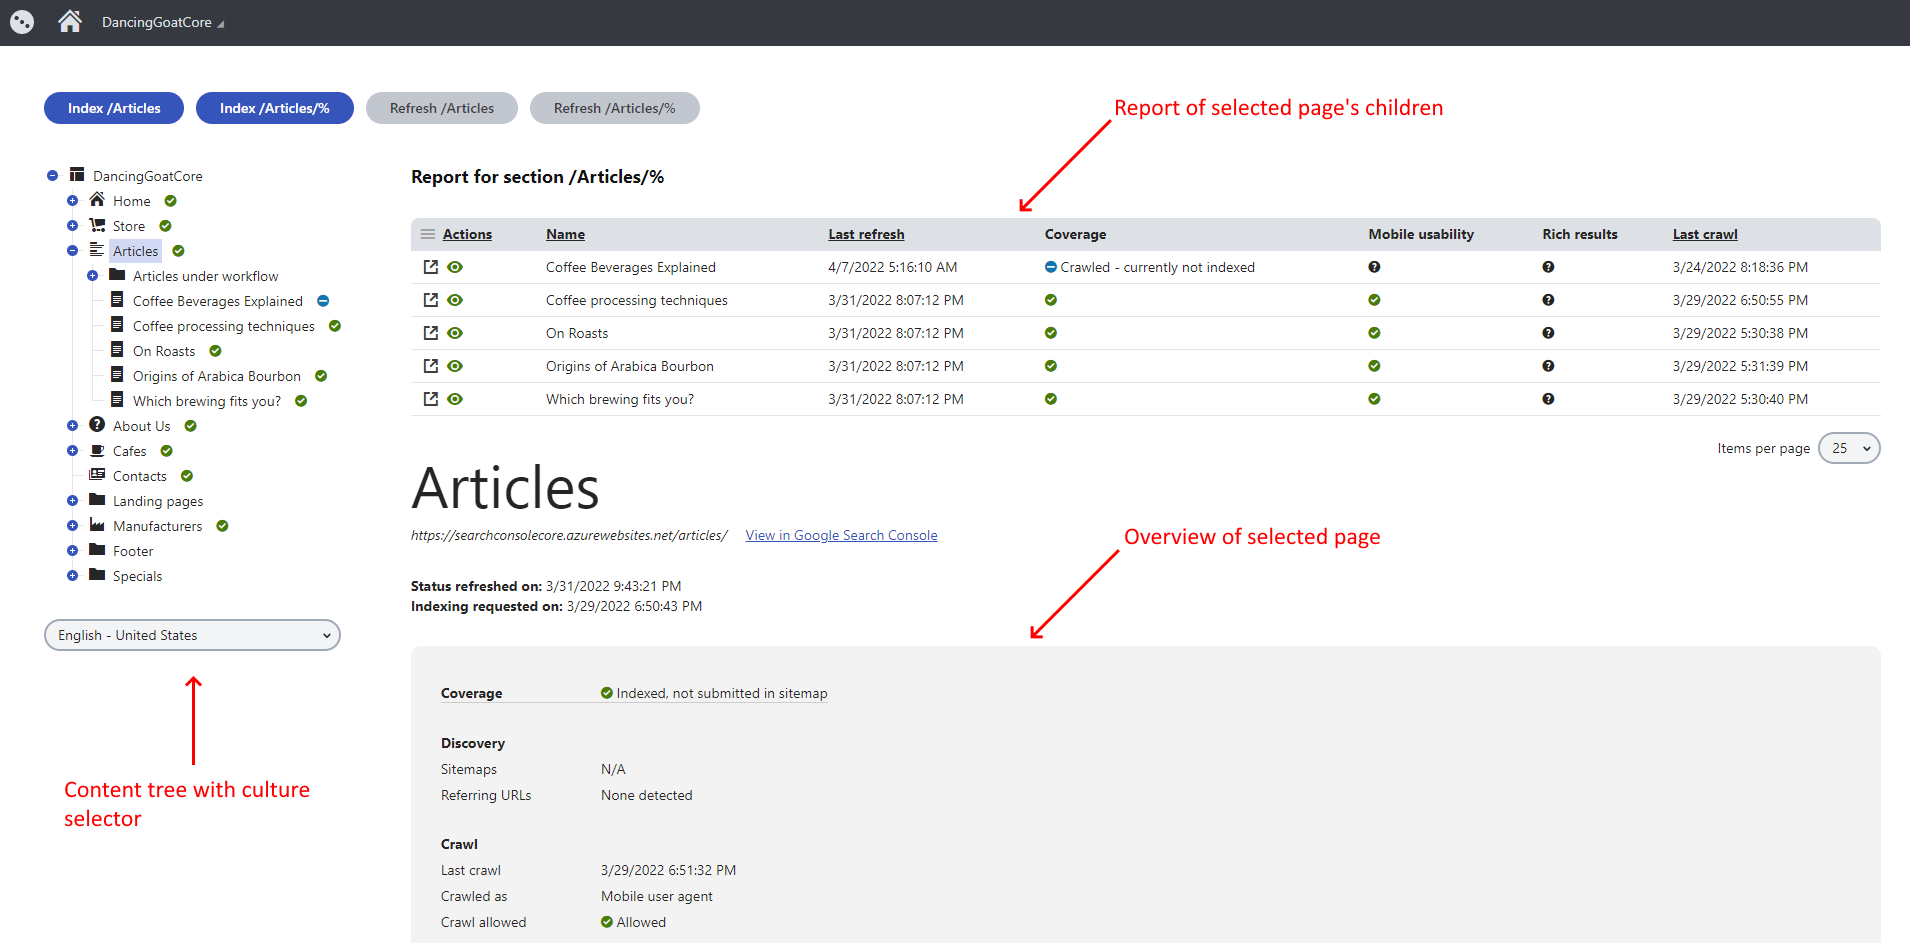 DancingGoatCore
Index /Articles
Index /Articles/%
Refresh /Articles
Refresh /Articles/%
Report of selected page's children
DancingGoatCore
Home
Store
Articles
Articles under workflow
Coffee Beverages Explained
Coffee processing techniques
On Roasts
Origins of Arabica Bourbon
Which brewing fits you?
About Us
Cafes
Contacts
Landing pages
Manufacturers
Footer
Specials
English - United States
Content tree with culture
selector
Report for section /Articles/%
Actions Name Last refresh Coverage Mobile usability Rich results Last crawl
Coffee Beverages Explained 4/7/2022 5:16:10 AM Crawled - currently not indexed 3/24/2022 8:18:36 PM
Coffee processing techniques 3/31/2022 8:07:12 PM 3/29/2022 6:50:55 PM
On Roasts 3/31/2022 8:07:12 PM 3/29/2022 5:30:38 PM
Origins of Arabica Bourbon 3/31/2022 8:07:12 PM 3/29/2022 5:31:39 PM
Which brewing fits you? 3/31/2022 8:07:12 PM 3/29/2022 5:30:40 PM
Items per page 25
Articles
https://searchconsolecore.azurewebsites.net/articles/ View in Google Search Console
Overview of selected page
Status refreshed on: 3/31/2022 9:43:21 PM
Indexing requested on: 3/29/2022 6:50:43 PM
Coverage Indexed, not submitted in sitemap
Discovery
Sitemaps N/A
Referring URLs None detected
Crawl
Last crawl 3/29/2022 6:51:32 PM
Crawled as Mobile user agent
Crawl allowed Allowed